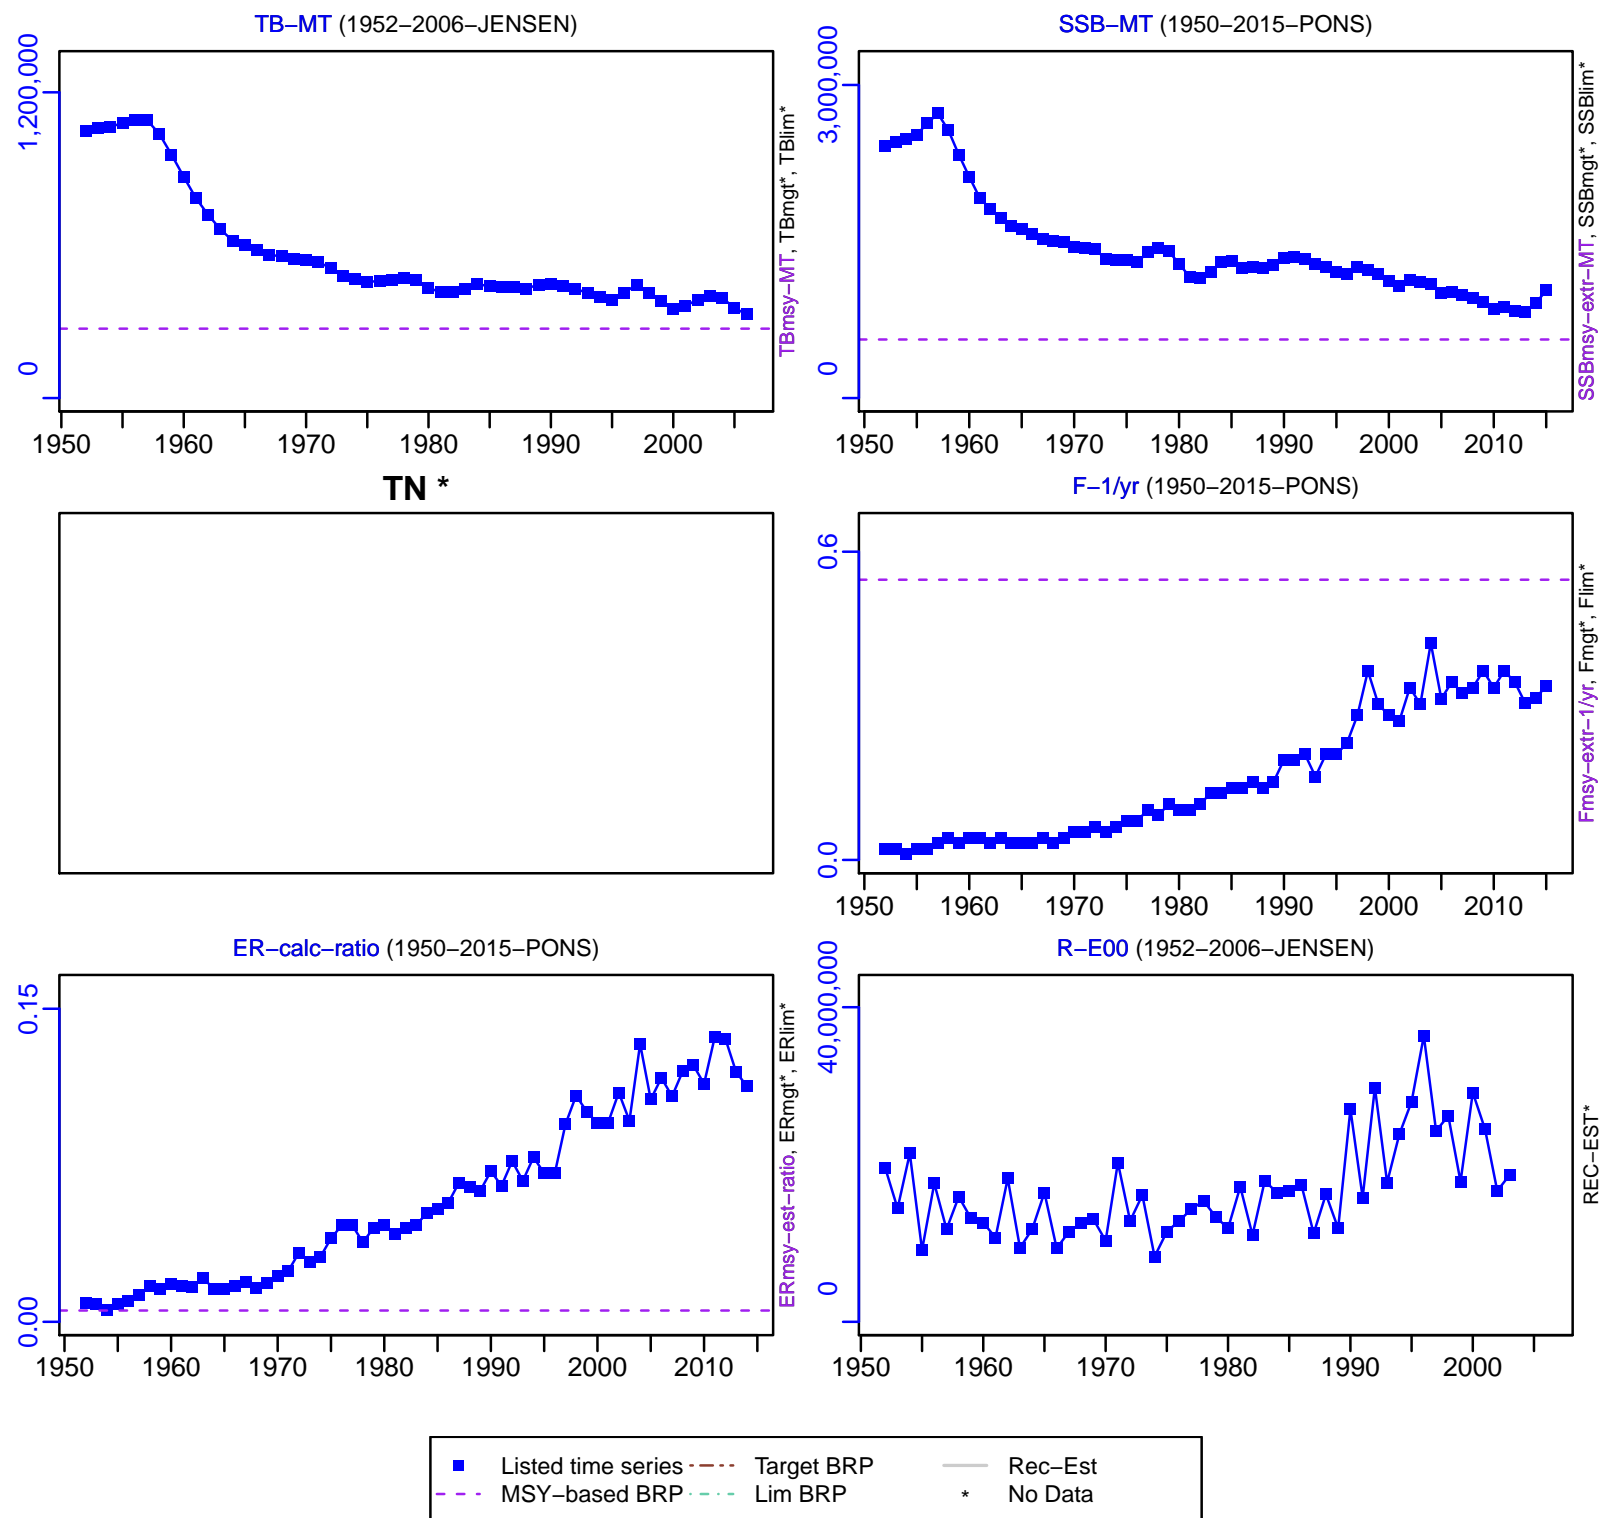 TB−MT (1952−2006−JENSEN)
1,200,000
0
1950 1960 1970 1980 1990 2000
TBmsy−MT, TBmgt*, TBlim*
SSB−MT (1950−2015−PONS)
3,000,000
0
1950 1960 1970 1980 1990 2000 2010
SSBmsy−extr−MT, SSBmgt*, SSBlim*
TN *
F−1/yr (1950−2015−PONS)
0.6
0.0
1950 1960 1970 1980 1990 2000 2010
Fmsy−extr−1/yr, Fmgt*, Flim*
ER−calc−ratio (1950−2015−PONS)
0.15
0.00
1950 1960 1970 1980 1990 2000 2010
ERmsy−est−ratio, ERmgt*, ERlim*
R−E00 (1952−2006−JENSEN)
40,000,000
0
1950 1960 1970 1980 1990 2000
REC−EST*
Listed time series Target BRP Rec−Est
MSY−based BRP Lim BRP * No Data